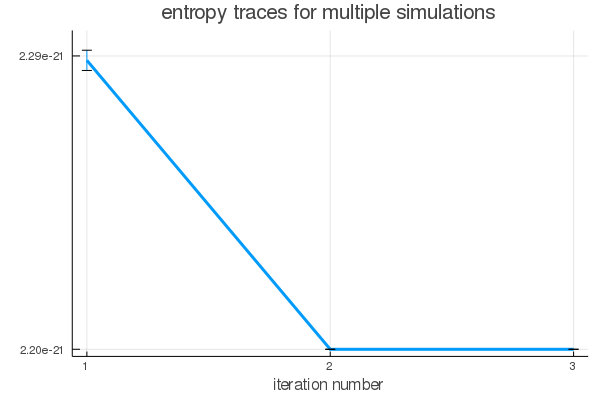 entropy traces for multiple simulations
2.29e-21
2.20e-21
1
2
3
iteration number